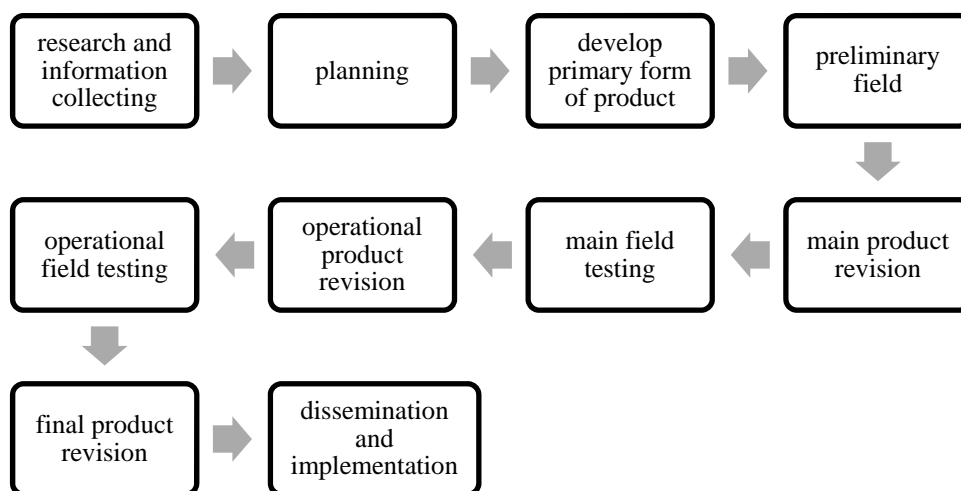 research and
information
collecting
planning
develop
primary form
of product
preliminary
field
main product
revision
main field
testing
operational
product
revision
operational
field testing
final product
revision
dissemination
and
implementation